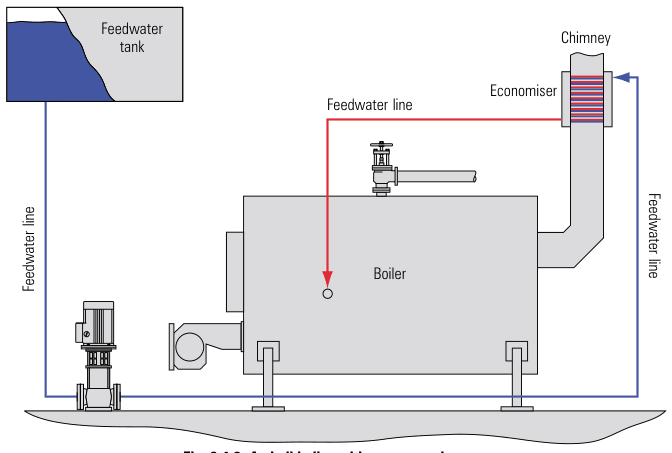 Feedwater
tank
Chimney
Economiser
Feedwater line
Feedwater line
Feedwater line
Boiler